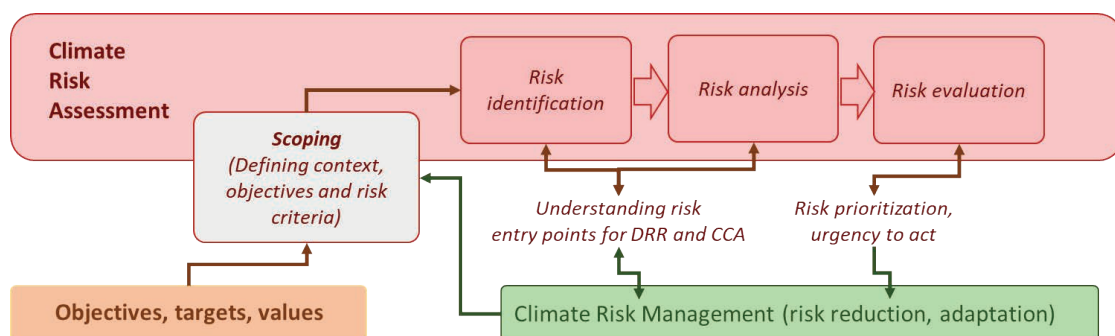 Climate
Risk
Assessment
Risk
identification
Risk analysis
Risk evaluation
Scoping
(Defining context,
objectives and risk
criteria)
Understanding risk
entry points for DRR and CCA
Risk prioritization,
urgency to act
Objectives, targets, values
Climate Risk Management (risk reduction, adaptation)